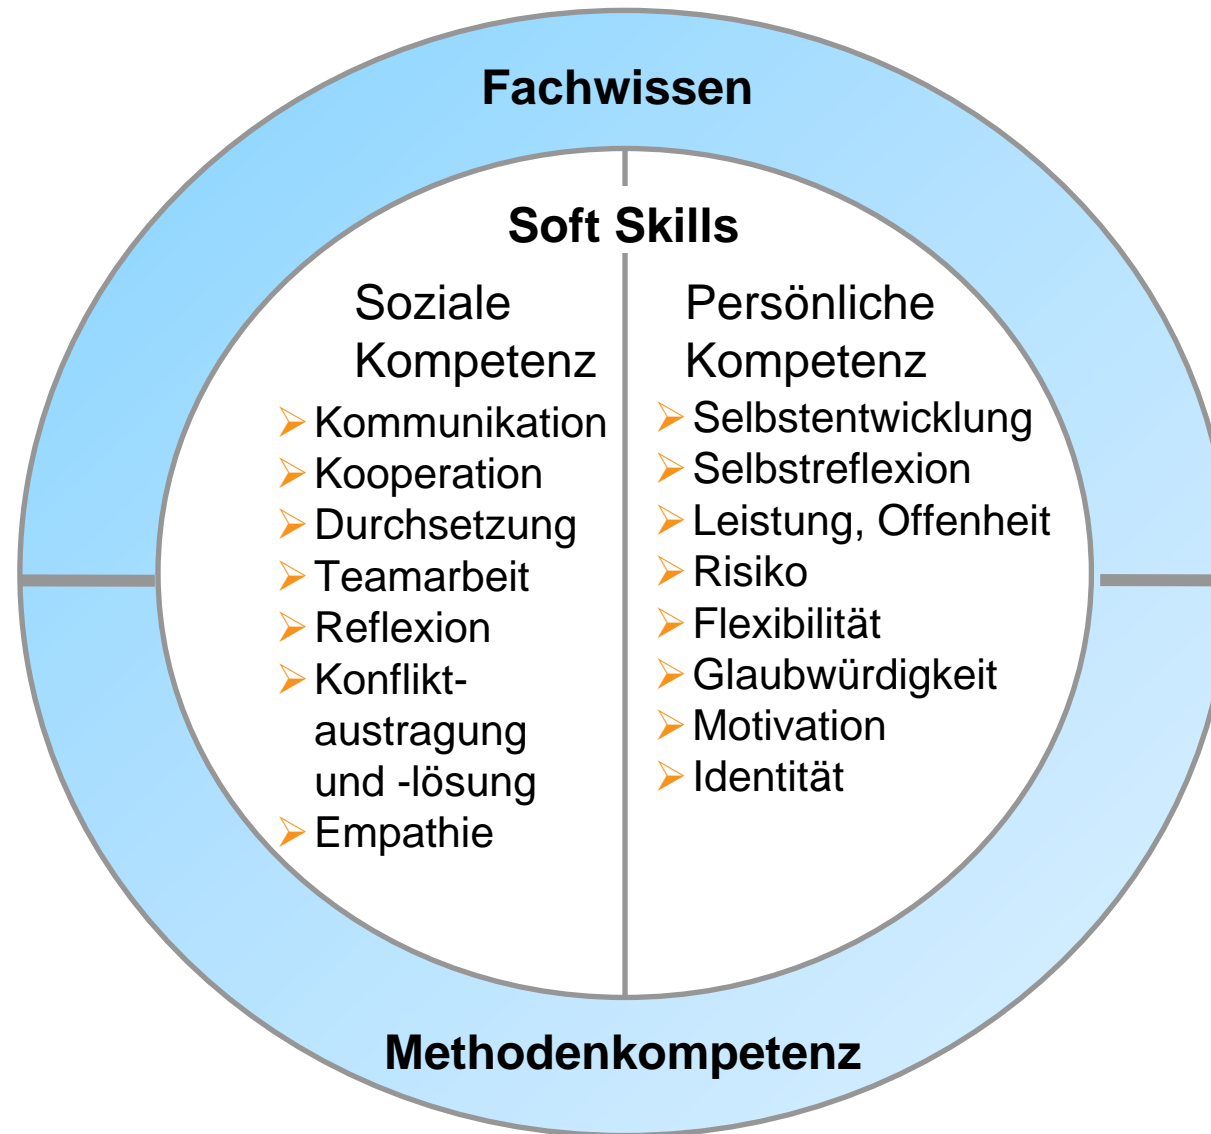 Fachwissen
Soft Skills
Soziale
Kompetenz
Kommunikation
Kooperation
Durchsetzung
Teamarbeit
Reflexion
Konflikt-
austragung
und -lösung
Empathie
Persönliche
Kompetenz
Selbstentwicklung
Selbstreflexion
Leistung, Offenheit
Risiko
Flexibilität
Glaubwürdigkeit
Motivation
Identität
Methodenkompetenz